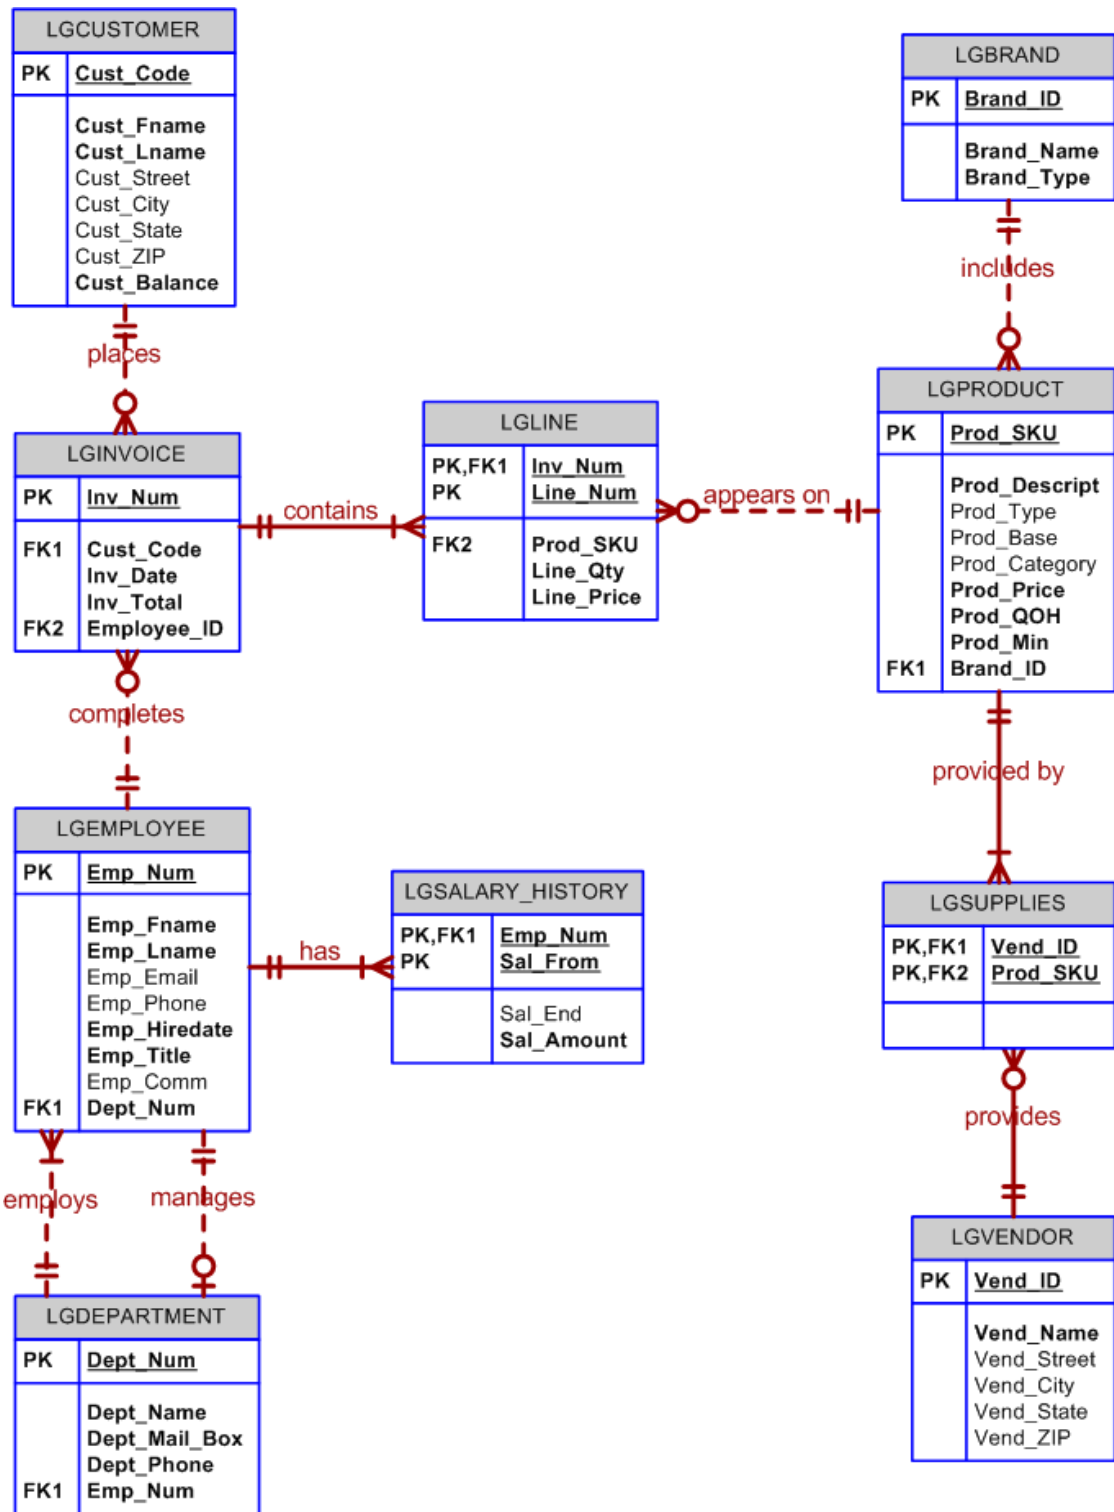 LGCUSTOMER
PK Cust_Code
Cust_Fname
Cust_Lname
Cust_Street
Cust_City
Cust_State
Cust_ZIP
Cust_Balance
places
LGINVOICE
PK Inv_Num
FK1 Cust_Code
Inv_Date
Inv_Total
FK2 Employee_ID
contains
LGLINE
PK,FK1 Inv_Num
PK Line_Num
FK2 Prod_SKU
Line_Qty
Line_Price
appears on
LGBRAND
PK Brand_ID
Brand_Name
Brand_Type
includes
LGPRODUCT
PK Prod_SKU
Prod_Descript
Prod_Type
Prod_Base
Prod_Category
Prod_Price
Prod_QOH
Prod_Min
FK1 Brand_ID
completes
provided by
LGEMPLOYEE
PK Emp_Num
Emp_Fname
Emp_Lname
Emp_Email
Emp_Phone
Emp_Hiredate
Emp_Title
Emp_Comm
FK1 Dept_Num
has
LGSALARY_HISTORY
PK,FK1 Emp_Num
PK Sal_From
Sal_End
Sal_Amount
LGSUPPLIES
PK,FK1 Vend_ID
PK,FK2 Prod_SKU
provides
employs
manages
LGDEPARTMENT
PK Dept_Num
Dept_Name
Dept_Mail_Box
Dept_Phone
FK1 Emp_Num
LGVENDOR
PK Vend_ID
Vend_Name
Vend_Street
Vend_City
Vend_State
Vend_ZIP